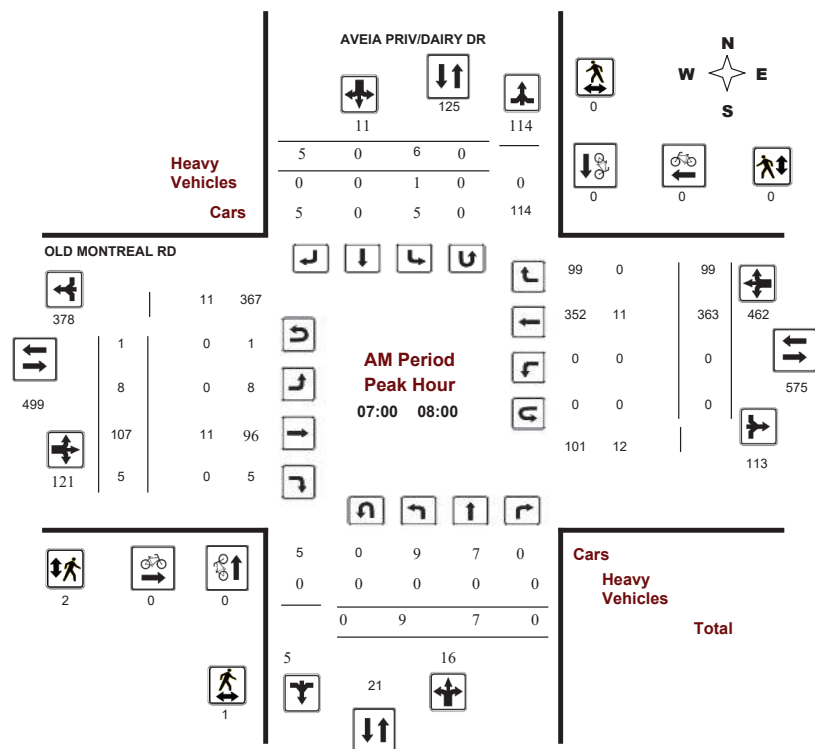 AVEIA PRIV/DAIRY DR
N
W E
S
125
11 114
0
5 0 6 0
Heavy
Vehicles
0 0 1 0 0
Cars
5 0 5 0 114
0 0 0
OLD MONTREAL RD
378
11 367
99 0 99
462
1 0 1
352 11 363
499
8 0 8
0 0 0
575
AM Period
Peak Hour
07:00 08:00
107 11 96
0 0 0
121
5 0 5
101 12
113
5 0 9 7 0
Cars
0 0 0 0 0
Heavy
Vehicles
2 0 0
0 9 7 0
Total
5 16
21
1